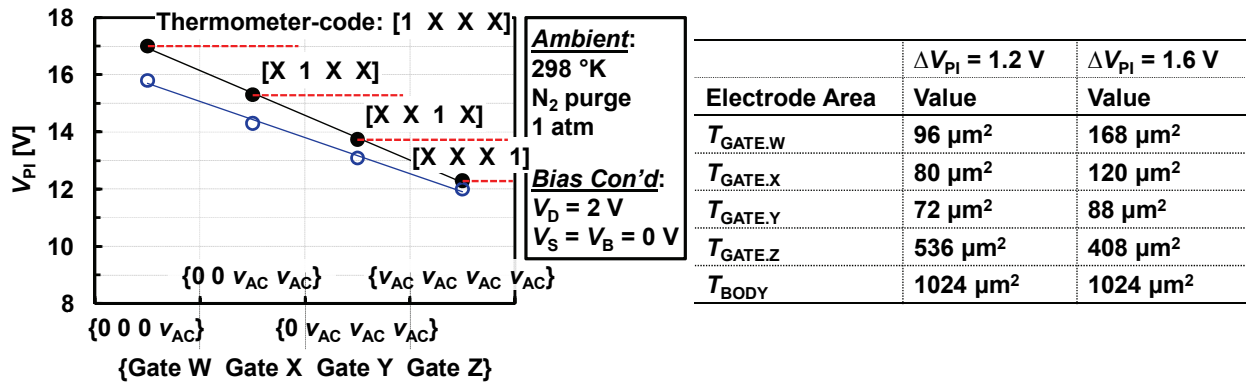 18
16
14
12
10
8
V_PI [V]
Thermometer-code: [1 X X X]
[X 1 X X]
[X X 1 X]
[X X X 1]
{0 0 v_AC v_AC}
{v_AC v_AC v_AC v_AC}
{0 0 0 v_AC}
{0 v_AC v_AC v_AC}
{Gate W Gate X Gate Y Gate Z}
Ambient:
298 °K
N₂ purge
1 atm
Bias Con'd:
V_D = 2 V
V_S = V_B = 0 V
ΔV_PI = 1.2 V ΔV_PI = 1.6 V
Electrode Area Value Value
T_GATE.W 96 µm² 168 µm²
T_GATE.X 80 µm² 120 µm²
T_GATE.Y 72 µm² 88 µm²
T_GATE.Z 536 µm² 408 µm²
T_BODY 1024 µm² 1024 µm²